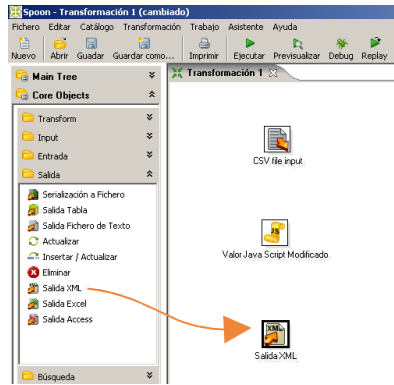 Spoon - Transformación 1 (cambiado)
Fichero Editar Catálogo Transformación Trabajo Asistente Ayuda
Nuevo Abrir Guadar Guardar como... Imprimir Ejecutar Previsualizar Debug Replay
Main Tree
Transformación 1
Core Objects
Transform
Input
Entrada
Salida
Serialización a Fichero
Salida Tabla
Salida Fichero de Texto
Actualizar
Insertar / Actualizar
Eliminar
Salida XML
Salida Excel
Salida Access
Búsqueda
CSV file input
Valor Java Script Modificado
XML
Salida XML